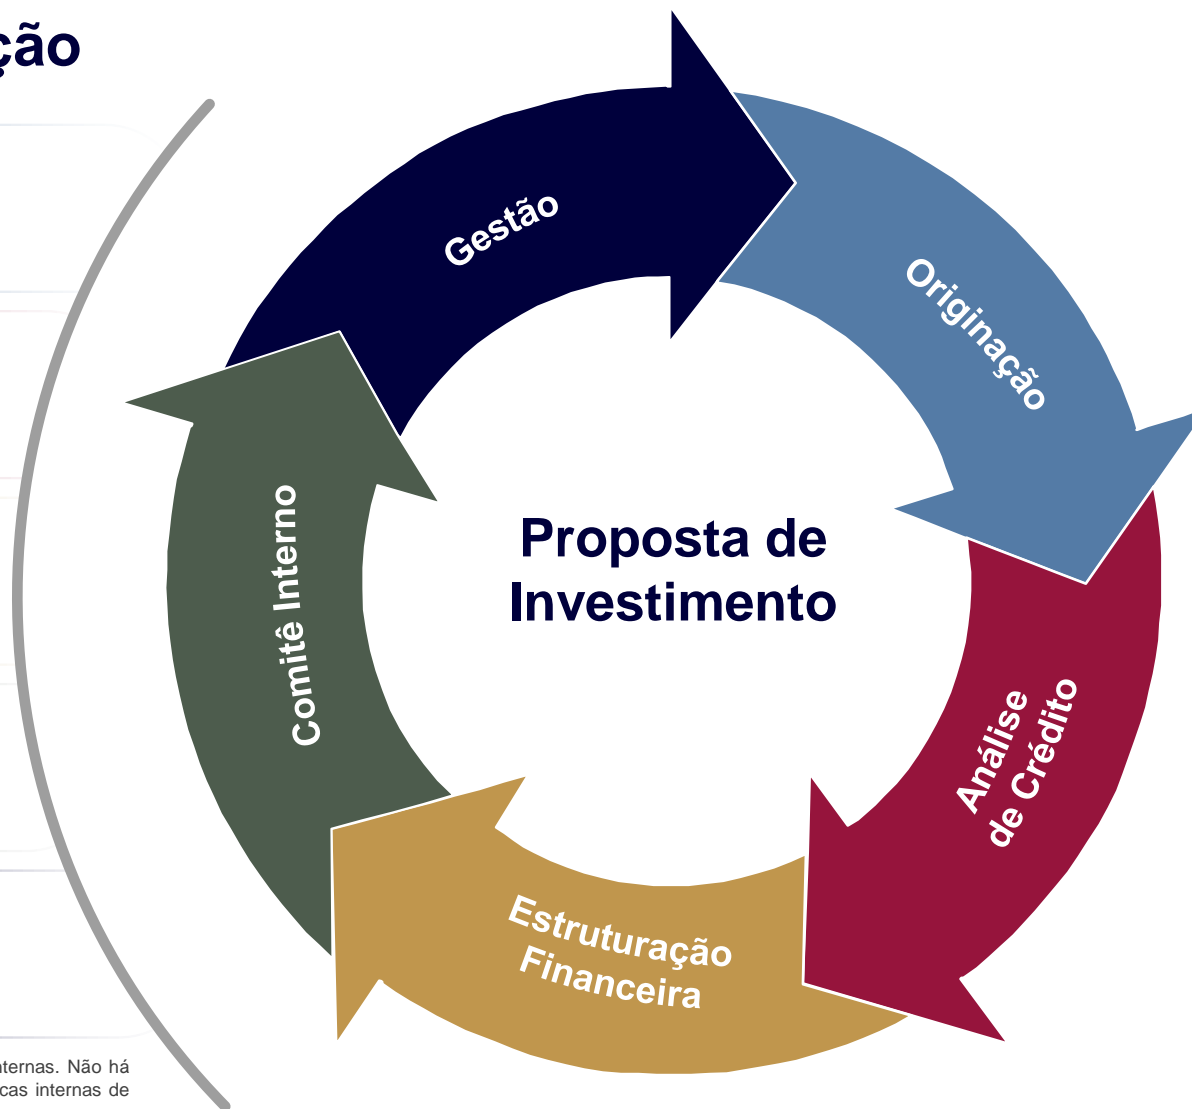 ção
Gestão
Originação
Proposta de
Investimento
Comitê Interno
Análise
de Crédito
Estruturação
Financeira
nternas. Não há
cas internas de